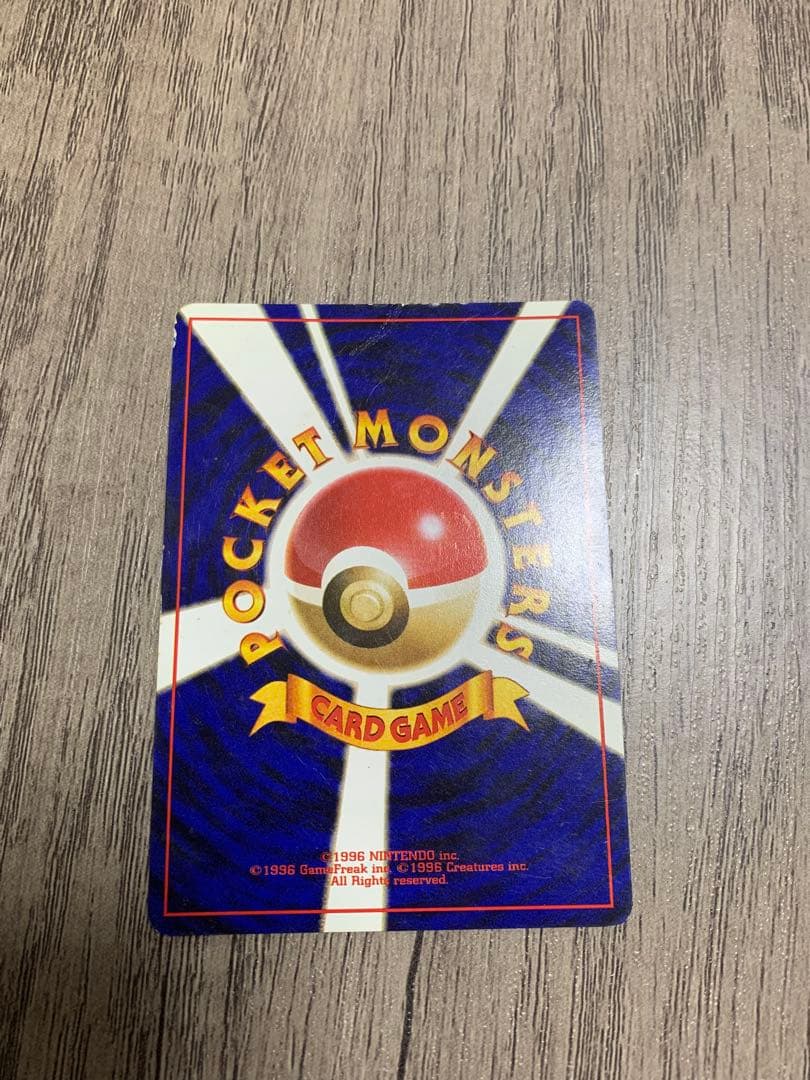 POCKET MONSTERS
CARD GAME
©1996 NINTENDO inc.
©1996 GameFreak inc. ©1996 Creatures inc.
All Rights reserved.